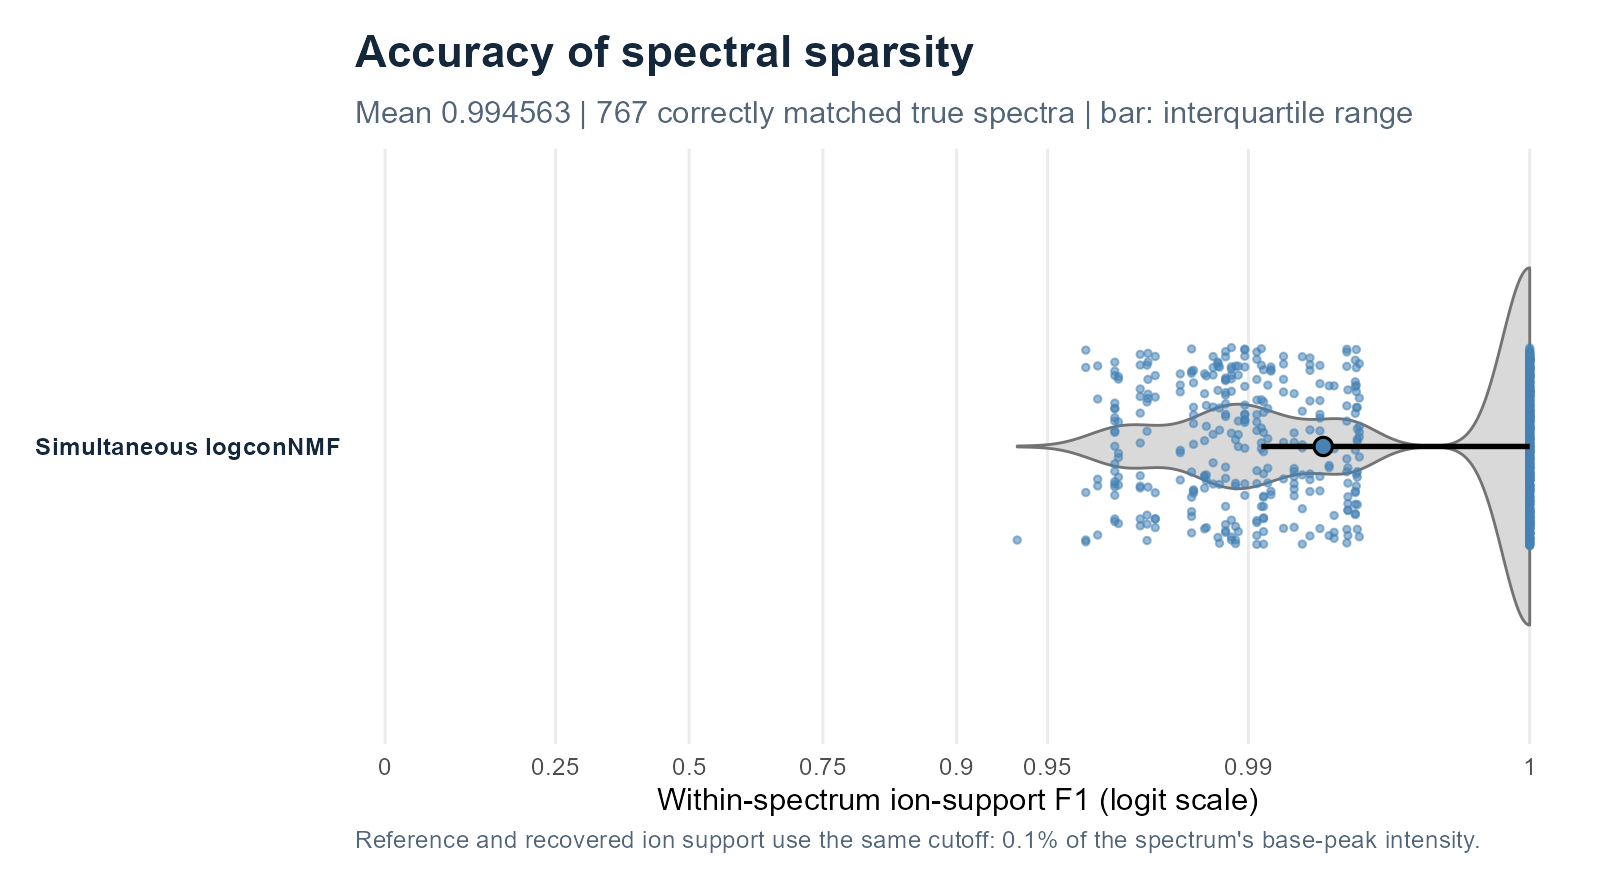 Accuracy of spectral sparsity
Mean 0.994563 | 767 correctly matched true spectra | bar: interquartile range
Simultaneous logconNMF
0 0.25 0.5 0.75 0.9 0.95 0.99 1
Within-spectrum ion-support F1 (logit scale)
Reference and recovered ion support use the same cutoff: 0.1% of the spectrum's base-peak intensity.